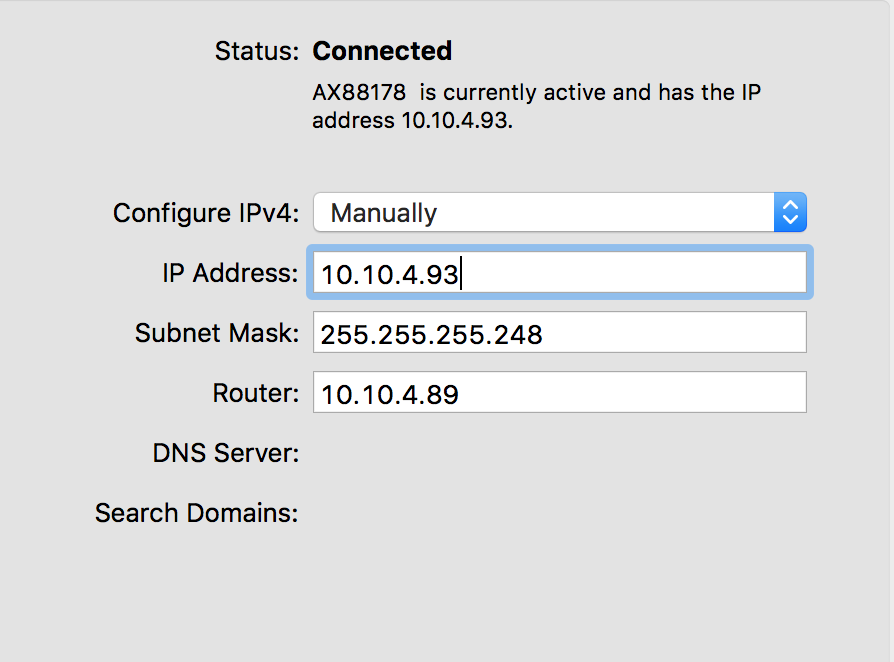 Status: Connected
AX88178  is currently active and has the IP
address 10.10.4.93.
Configure IPv4: Manually
IP Address: 10.10.4.93
Subnet Mask: 255.255.255.248
Router: 10.10.4.89
DNS Server:
Search Domains: